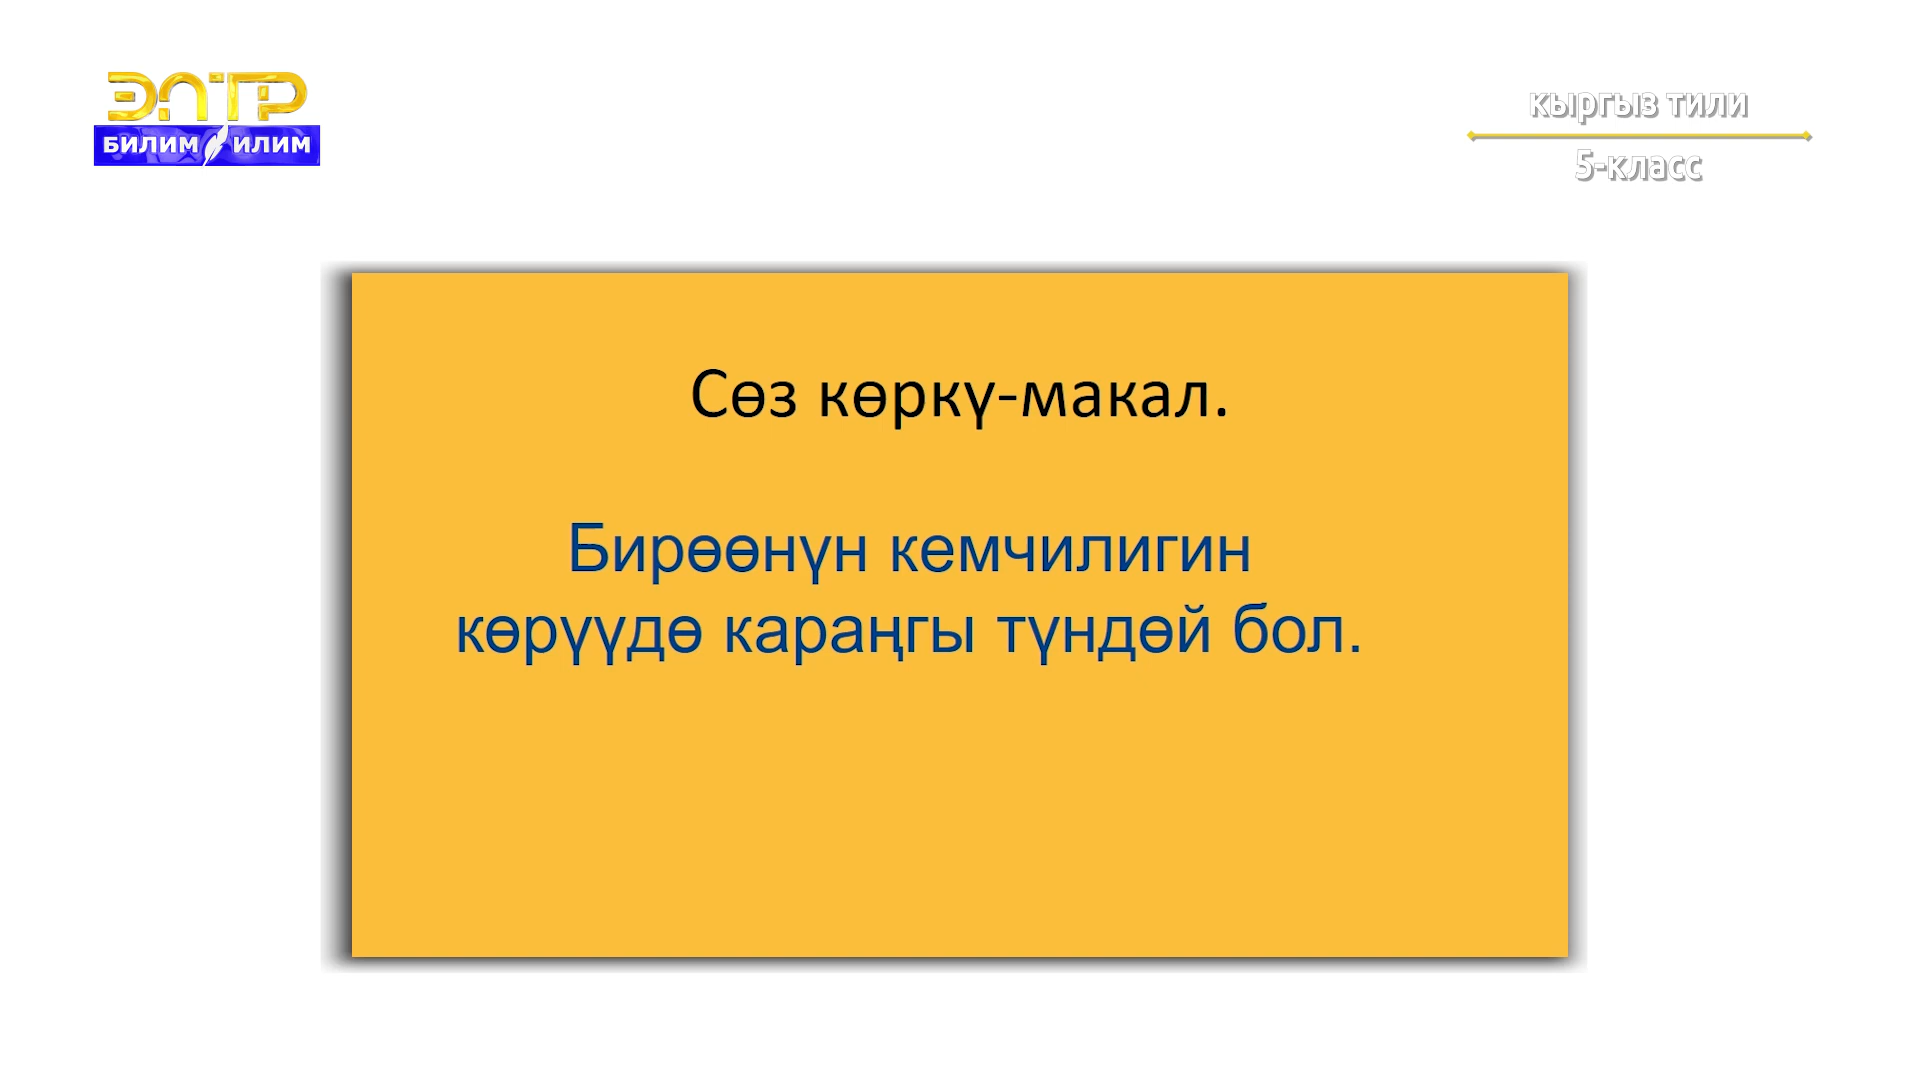 ЭЛТР
БИЛИМ ИЛИМ
кыргыз тили
5-класс
Сөз көркү-макал.
Бирөөнүн кемчилигин
көрүүдө караңгы түндөй бол.